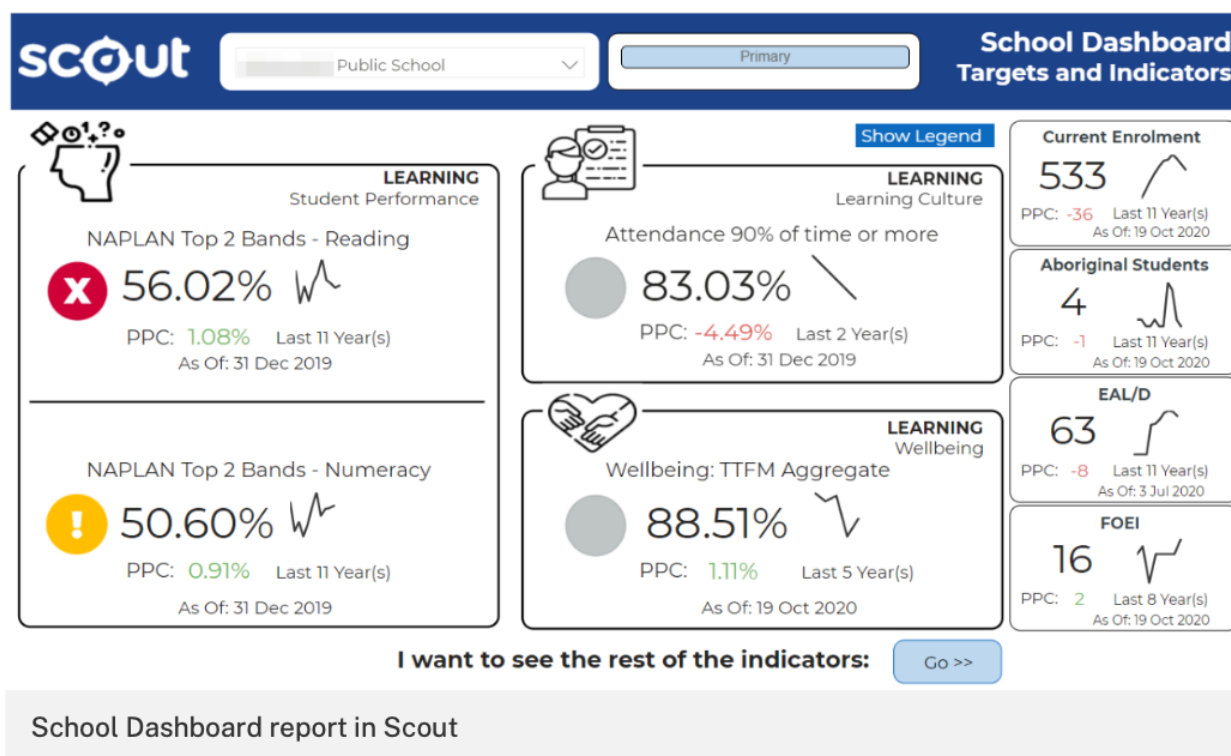 scout
Public School
Primary
School Dashboard
Targets and Indicators
LEARNING
Student Performance
NAPLAN Top 2 Bands - Reading
56.02%
PPC: 1.08% Last 11 Year(s)
As Of: 31 Dec 2019
NAPLAN Top 2 Bands - Numeracy
50.60%
PPC: 0.91% Last 11 Year(s)
As Of: 31 Dec 2019
Show Legend
LEARNING
Learning Culture
Attendance 90% of time or more
83.03%
PPC: -4.49% Last 2 Year(s)
As Of: 31 Dec 2019
LEARNING
Wellbeing
Wellbeing: TTFM Aggregate
88.51%
PPC: 1.11% Last 5 Year(s)
As Of: 19 Oct 2020
Current Enrolment
533
PPC: -36 Last 11 Year(s)
As Of: 19 Oct 2020
Aboriginal Students
4
PPC: -1 Last 11 Year(s)
As Of: 19 Oct 2020
EAL/D
63
PPC: -8 Last 11 Year(s)
As Of: 3 Jul 2020
FOEI
16
PPC: 2 Last 8 Year(s)
As Of: 19 Oct 2020
I want to see the rest of the indicators: Go >>
School Dashboard report in Scout